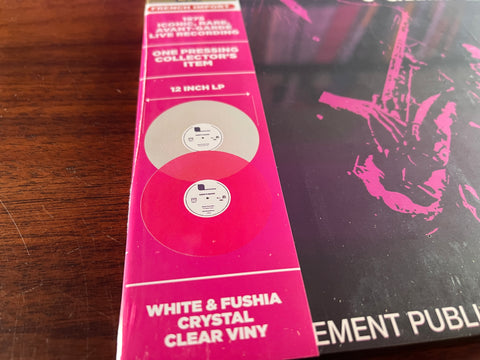 FRENCH IMPORT
1975
ICONIC, RARE,
AVANT-GARDE
LIVE RECORDING
ONE PRESSING
COLLECTOR'S
ITEM
12 INCH LP
WHITE & FUSHIA
CRYSTAL
CLEAR VINY
EMENT PUBLI